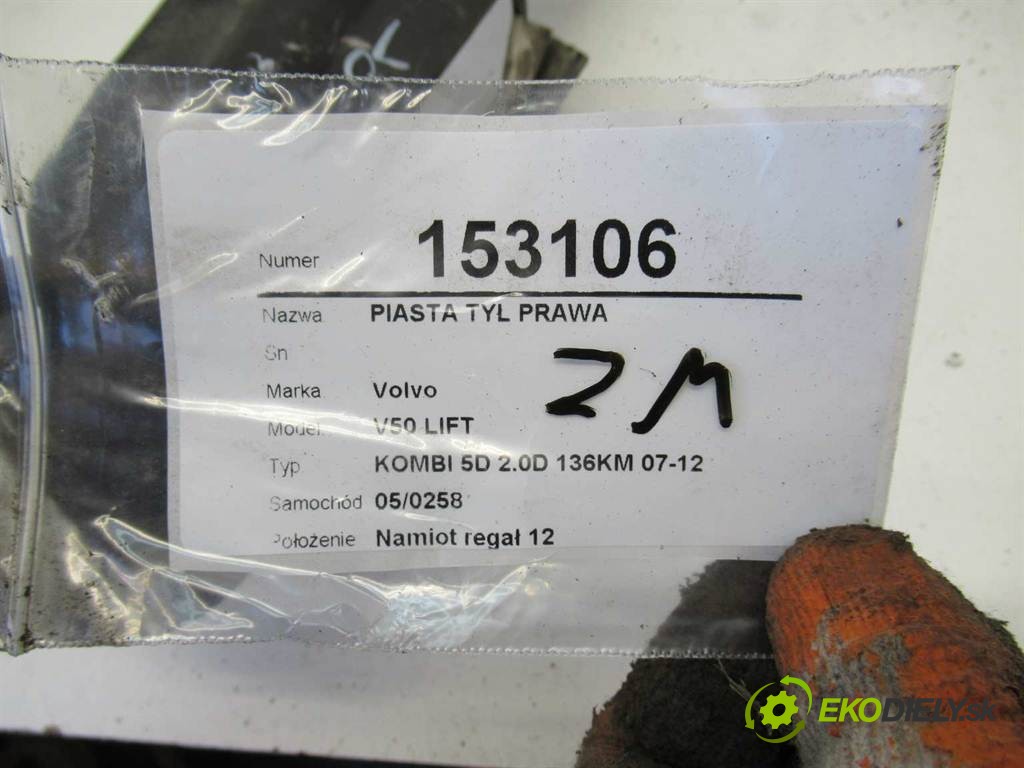 Numer 153106
Nazwa PIASTA TYL PRAWA
Sn
Marka Volvo
Model V50 LIFT
Typ KOMBI 5D 2.0D 136KM 07-12
Samochód 05/0258
Położenie Namiot regał 12
ZM
EKODIELY.sk